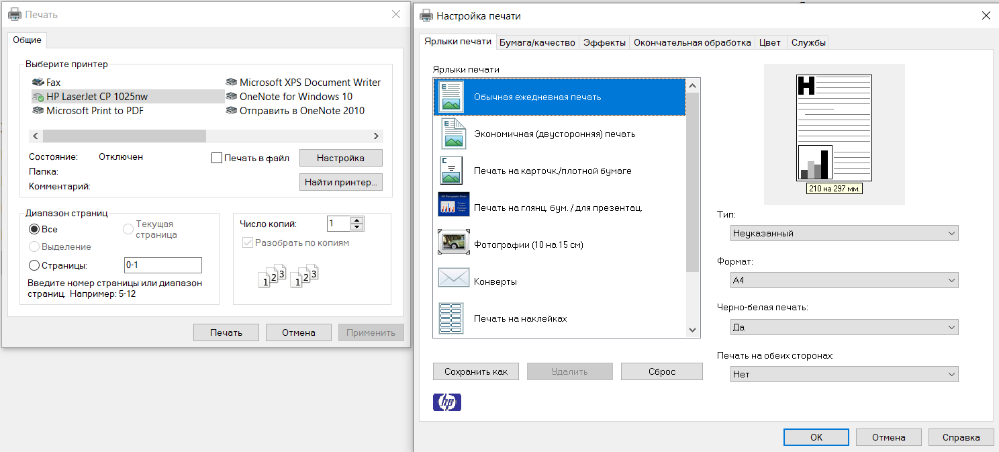 Печать
Общие
Выберите принтер
Fax
HP LaserJet CP 1025nw
Microsoft Print to PDF
Microsoft XPS Document Writer
OneNote for Windows 10
Отправить в OneNote 2010
Состояние: Отключен
Папка:
Комментарий:
Печать в файл
Настройка
Найти принтер...
Диапазон страниц
Все
Текущая
страница
Выделение
Страницы: 0-1
Введите номер страницы или диапазон
страниц. Например: 5-12
Число копий: 1
Разобрать по копиям
1 2 3 1 2 3
Печать Отмена Применить
Настройка печати
Ярлыки печати Бумага/качество Эффекты Окончательная обработка Цвет Службы
Ярлыки печати
Обычная ежедневная печать
Экономичная (двусторонняя) печать
Печать на карточк./плотной бумаге
Печать на глянц. бум. / для презентац.
Фотографии (10 на 15 см)
Конверты
Печать на наклейках
Сохранить как Удалить Сброс
hp
H
210 на 297 мм.
Тип:
Неуказанный
Формат:
A4
Черно-белая печать:
Да
Печать на обеих сторонах:
Нет
OK Отмена Справка